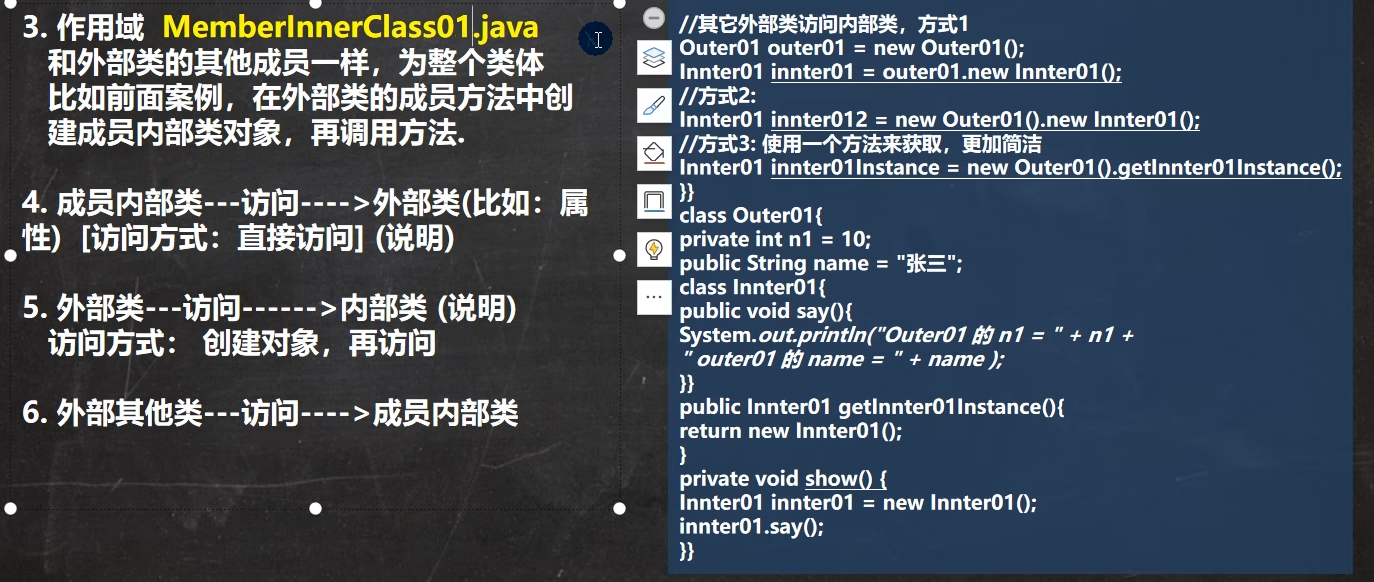 3. 作用域 MemberInnerClass01.java
和外部类的其他成员一样，为整个类体
比如前面案例，在外部类的成员方法中创
建成员内部类对象，再调用方法.
4. 成员内部类---访问---->外部类(比如：属
性) [访问方式：直接访问] (说明)
5. 外部类---访问------>内部类 (说明)
访问方式： 创建对象，再访问
6. 外部其他类---访问---->成员内部类
//其它外部类访问内部类，方式1
Outer01 outer01 = new Outer01();
Innter01 innter01 = outer01.new Innter01();
//方式2:
Innter01 innter012 = new Outer01().new Innter01();
//方式3: 使用一个方法来获取，更加简洁
Innter01 innter01Instance = new Outer01().getInnter01Instance();
}}
class Outer01{
private int n1 = 10;
public String name = "张三";
class Innter01{
public void say(){
System.out.println("Outer01 的 n1 = " + n1 +
" outer01 的 name = " + name );
}}
public Innter01 getInnter01Instance(){
return new Innter01();
}
private void show() {
Innter01 innter01 = new Innter01();
innter01.say();
}}